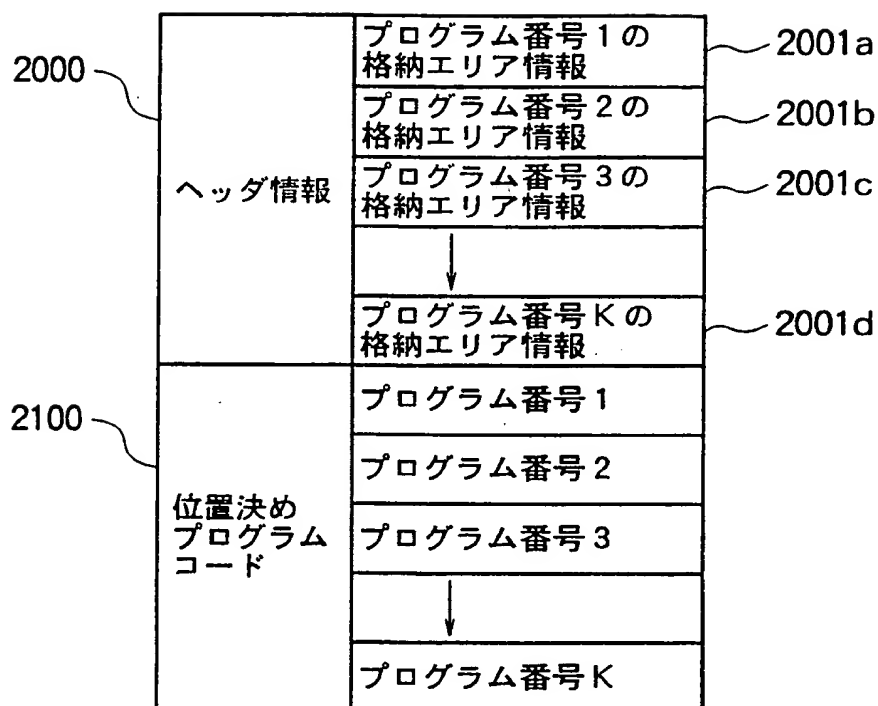 2000
ヘッダ情報
プログラム番号1の
格納エリア情報
2001a
プログラム番号2の
格納エリア情報
2001b
プログラム番号3の
格納エリア情報
2001c
プログラム番号Kの
格納エリア情報
2001d
2100
位置決め
プログラム
コード
プログラム番号1
プログラム番号2
プログラム番号3
プログラム番号K